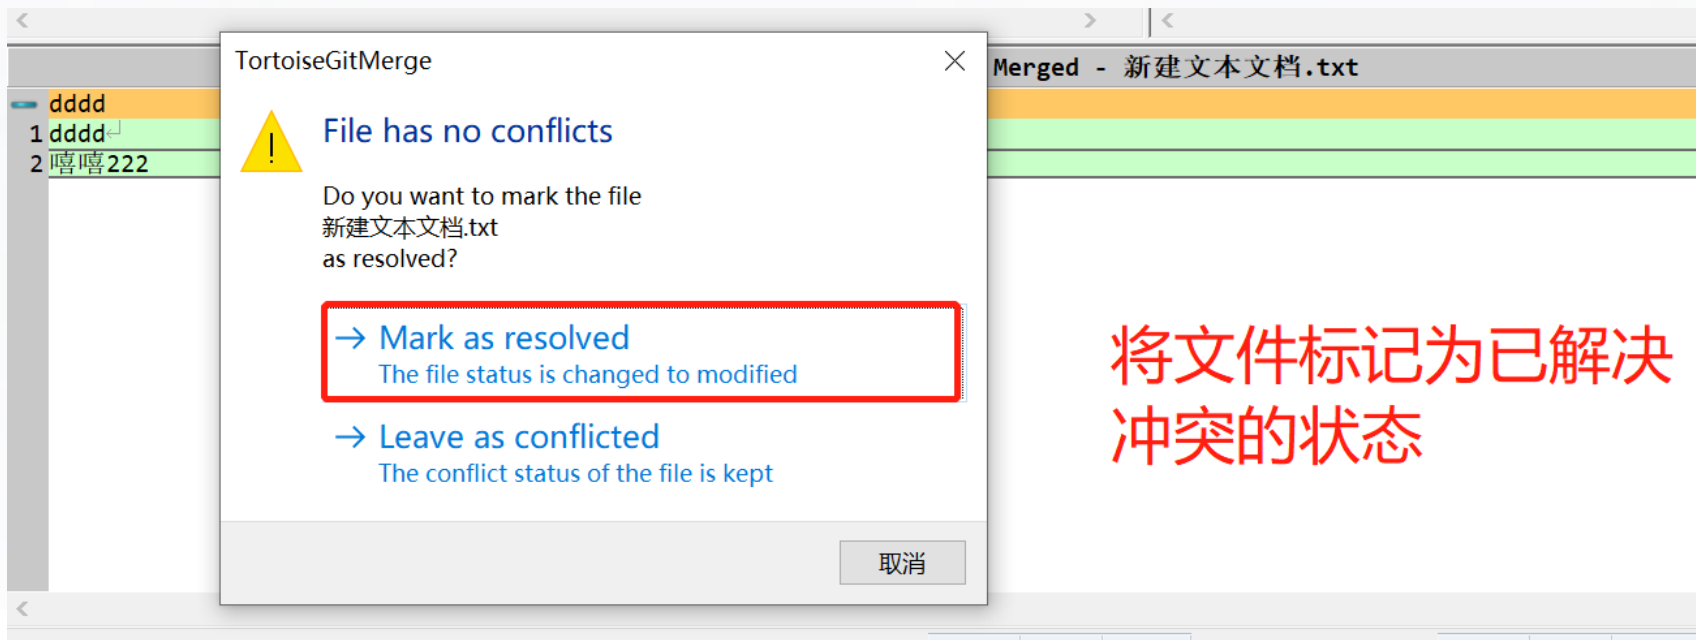 TortoiseGitMerge
Merged - 新建文本文档.txt
dddd
1 dddd
2 嘻嘻222
File has no conflicts
Do you want to mark the file
新建文本文档.txt
as resolved?
Mark as resolved
The file status is changed to modified
Leave as conflicted
The conflict status of the file is kept
取消
将文件标记为已解决
冲突的状态